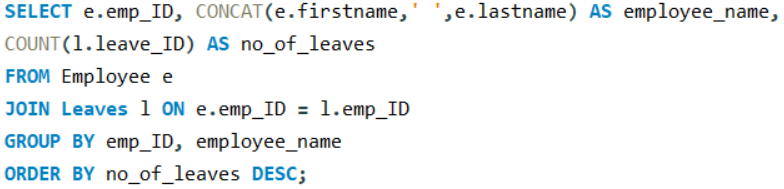 SELECT e.emp_ID, CONCAT(e.firstname,' ',e.lastname) AS employee_name,
COUNT(l.leave_ID) AS no_of_leaves
FROM Employee e
JOIN Leaves l ON e.emp_ID = l.emp_ID
GROUP BY emp_ID, employee_name
ORDER BY no_of_leaves DESC;